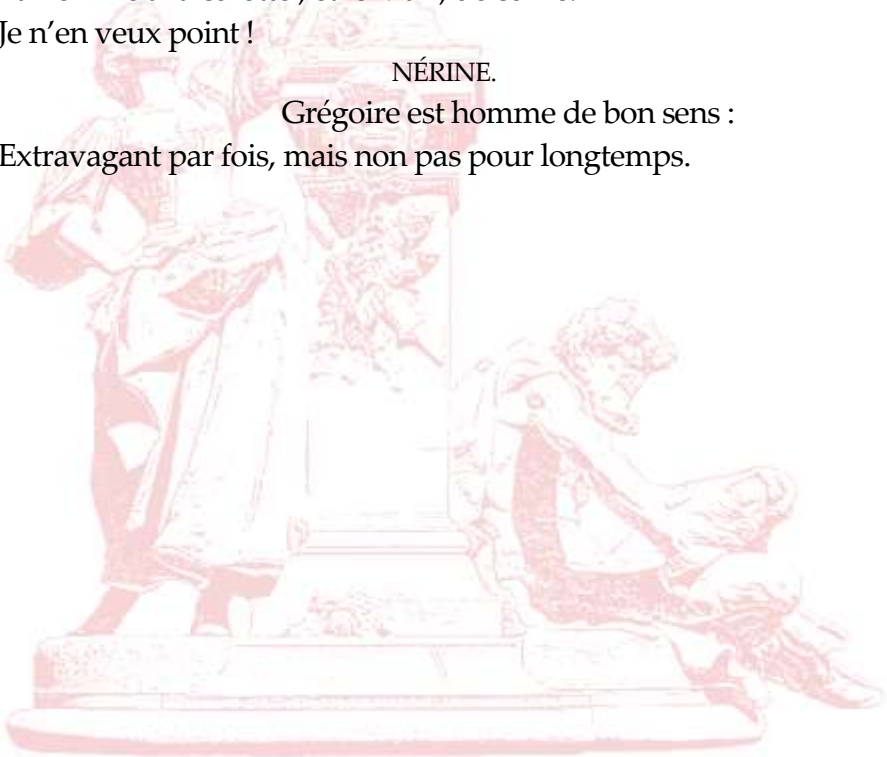 Je n’en veux point !
NÉRINE.
Grégoire est homme de bon sens :
Extravagant par fois, mais non pas pour longtemps.